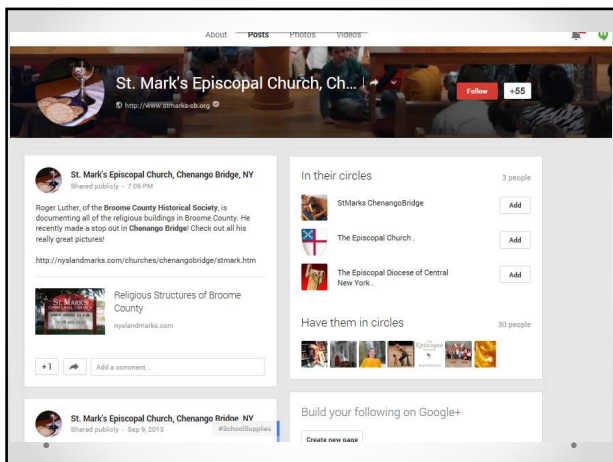 About Posts Photos Videos
St. Mark's Episcopal Church, Ch...
http://www.stmarks-cb.org
Follow +55
St. Mark's Episcopal Church, Chenango Bridge, NY
Shared publicly - 7:06 PM
Roger Luther, of the Broome County Historical Society, is
documenting all of the religious buildings in Broome County. He
recently made a stop out in Chenango Bridge! Check out all his
really great pictures!
http://nyslandmarks.com/churches/chenangobridge/stmark.htm
ST. MARK'S
EPISCOPAL CHURCH
Religious Structures of Broome
County
nyslandmarks.com
+1 Add a comment...
St. Mark's Episcopal Church, Chenango Bridge, NY
Shared publicly - Sep 9, 2013 #SchoolSupplies
In their circles 3 people
StMarks ChenangoBridge Add
The Episcopal Church . Add
The Episcopal Diocese of Central
New York . Add
Have them in circles 30 people
Episcopal
Build your following on Google+
Create new page